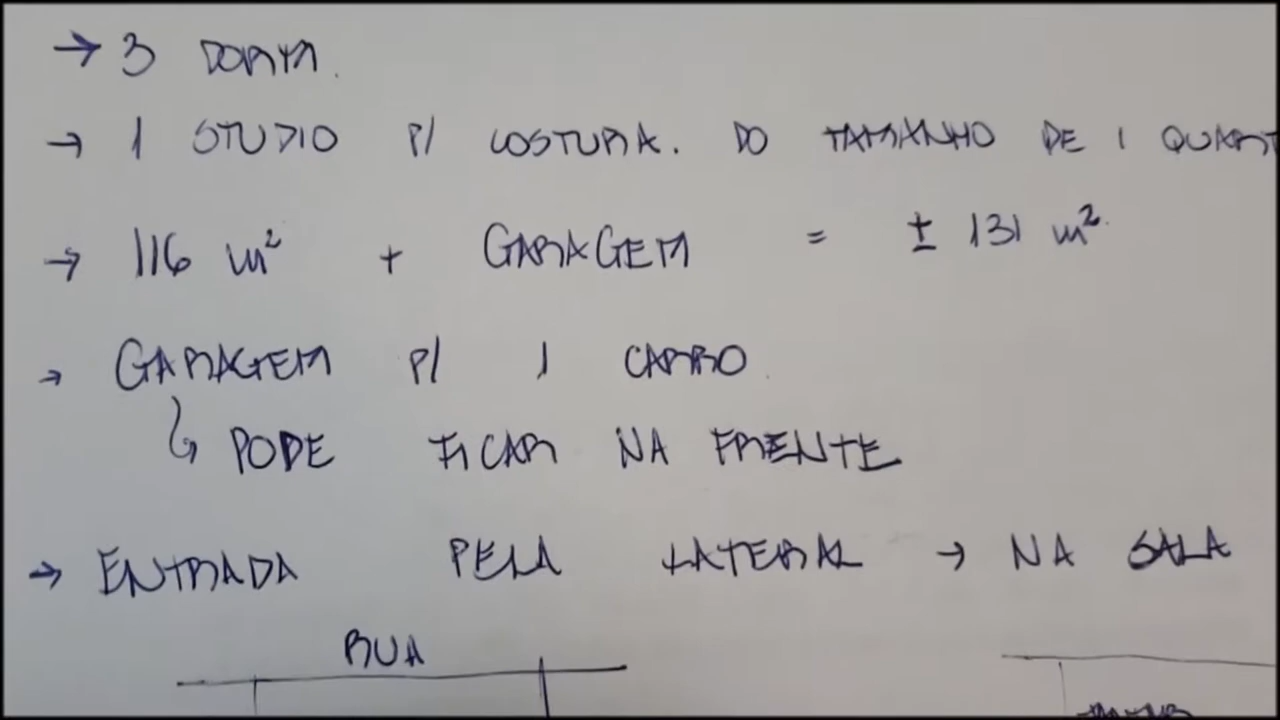 → 3 DORM.
→ 1 STUDIO P/ COSTURA. DO TAMANHO DE 1 QUART
→ 116 m² + GARAGEM = ± 131 m²
→ GARAGEM P/ 1 CARRO
↳ PODE FICAR NA FRENTE
→ ENTRADA PELA LATERAL → NA SALA
RUA